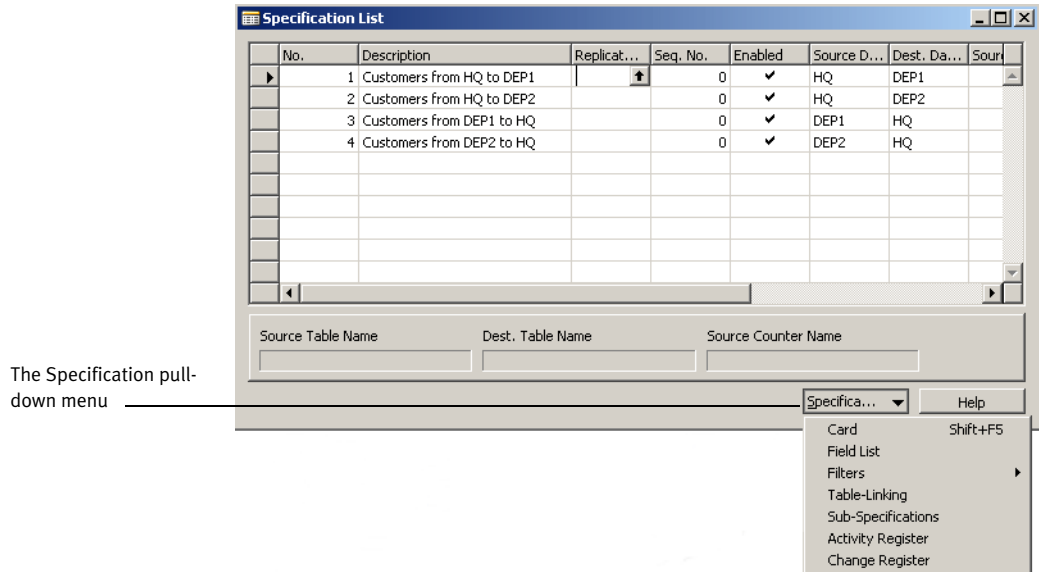 Specification List
No. Description Replicat... Seq. No. Enabled Source D... Dest. Da... Sour
1 Customers from HQ to DEP1 0 HQ DEP1
2 Customers from HQ to DEP2 0 HQ DEP2
3 Customers from DEP1 to HQ 0 DEP1 HQ
4 Customers from DEP2 to HQ 0 DEP2 HQ
Source Table Name Dest. Table Name Source Counter Name
The Specification pull-
down menu
Specifica... Help
Card Shift+F5
Field List
Filters
Table-Linking
Sub-Specifications
Activity Register
Change Register